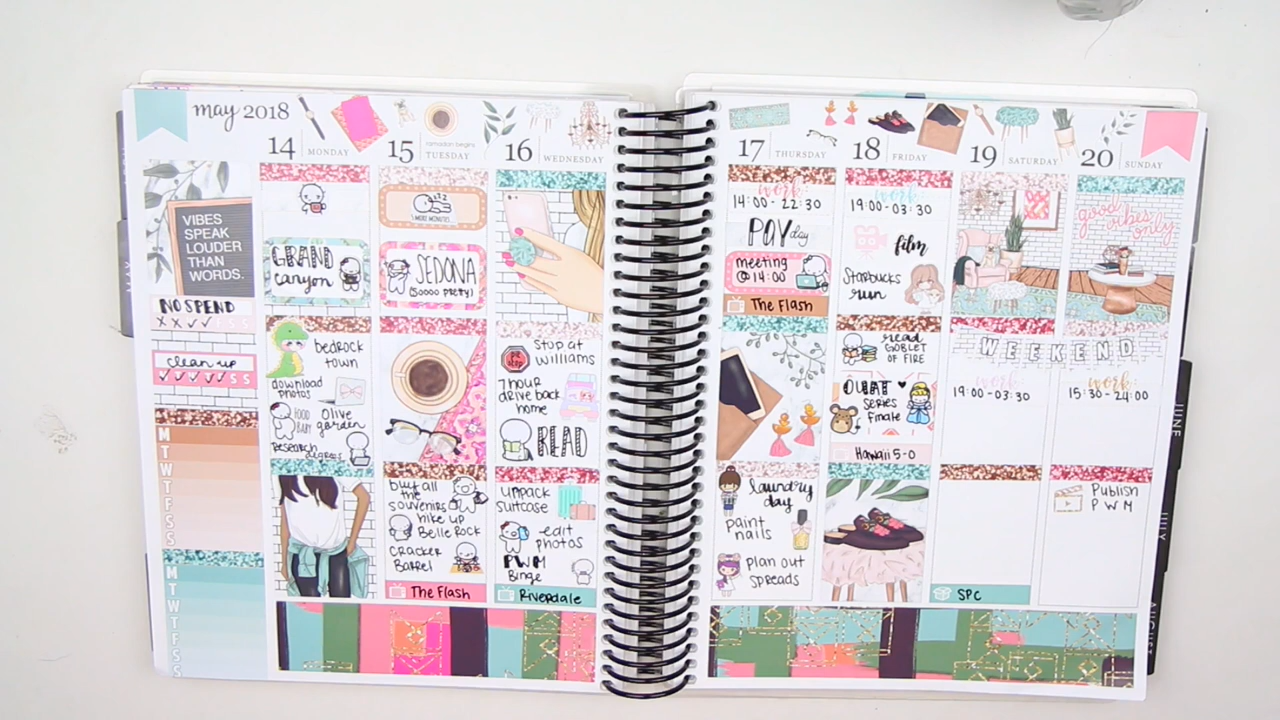 may 2018
14 MONDAY
ramadan begins
15 TUESDAY
16 WEDNESDAY
17 THURSDAY
18 FRIDAY
19 SATURDAY
20 SUNDAY
VIBES
SPEAK
LOUDER
THAN
WORDS.
NO SPEND
X X ✓ ✓ S S S
clean up
✓ ✓ ✓ ✓ ✓ S S
M
T
W
T
F
S
S
M
T
W
T
F
S
S
GRAND
canyon
bedrock
town
download
photos
FOOD
BABY
Olive
garden
Research
degrees
5 MORE MINUTES...
SEDONA
(SOOOO PRETTY)
buy all
the
souvenirs
hike up
Belle Rock
Cracker
Barrel
The Flash
STOP
Stop at
Williams
7 hour
drive back
home
READ
unpack
suitcase
edit
photos
PWM
Binge
Riverdale
work
14:00 - 22:30
PAY day
meeting
@ 14:00
The Flash
laundry
day
paint
nails
plan out
spreads
work
19:00-03:30
film
Starbucks
run
read
GOBLET
OF FIRE
OUAT
series
finale
Hawaii 5-0
good
vibes
only
WEEKEND
work
19:00-03:30
SPC
work
15:30-24:00
Publish
PWM